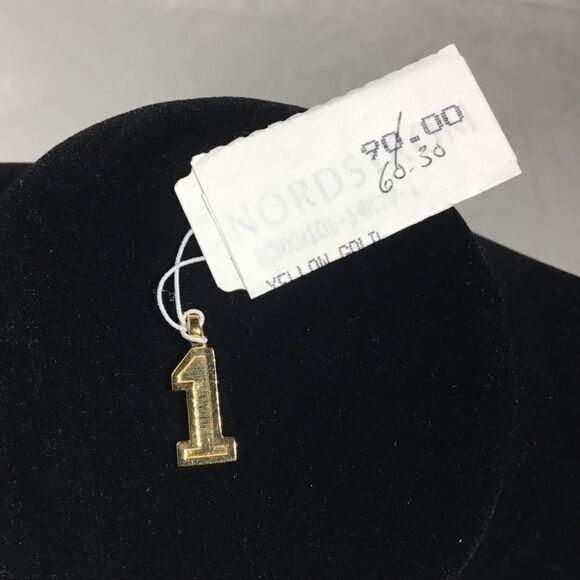 90.00
60.30
NORDSTROM
YELLOW GOLD
1